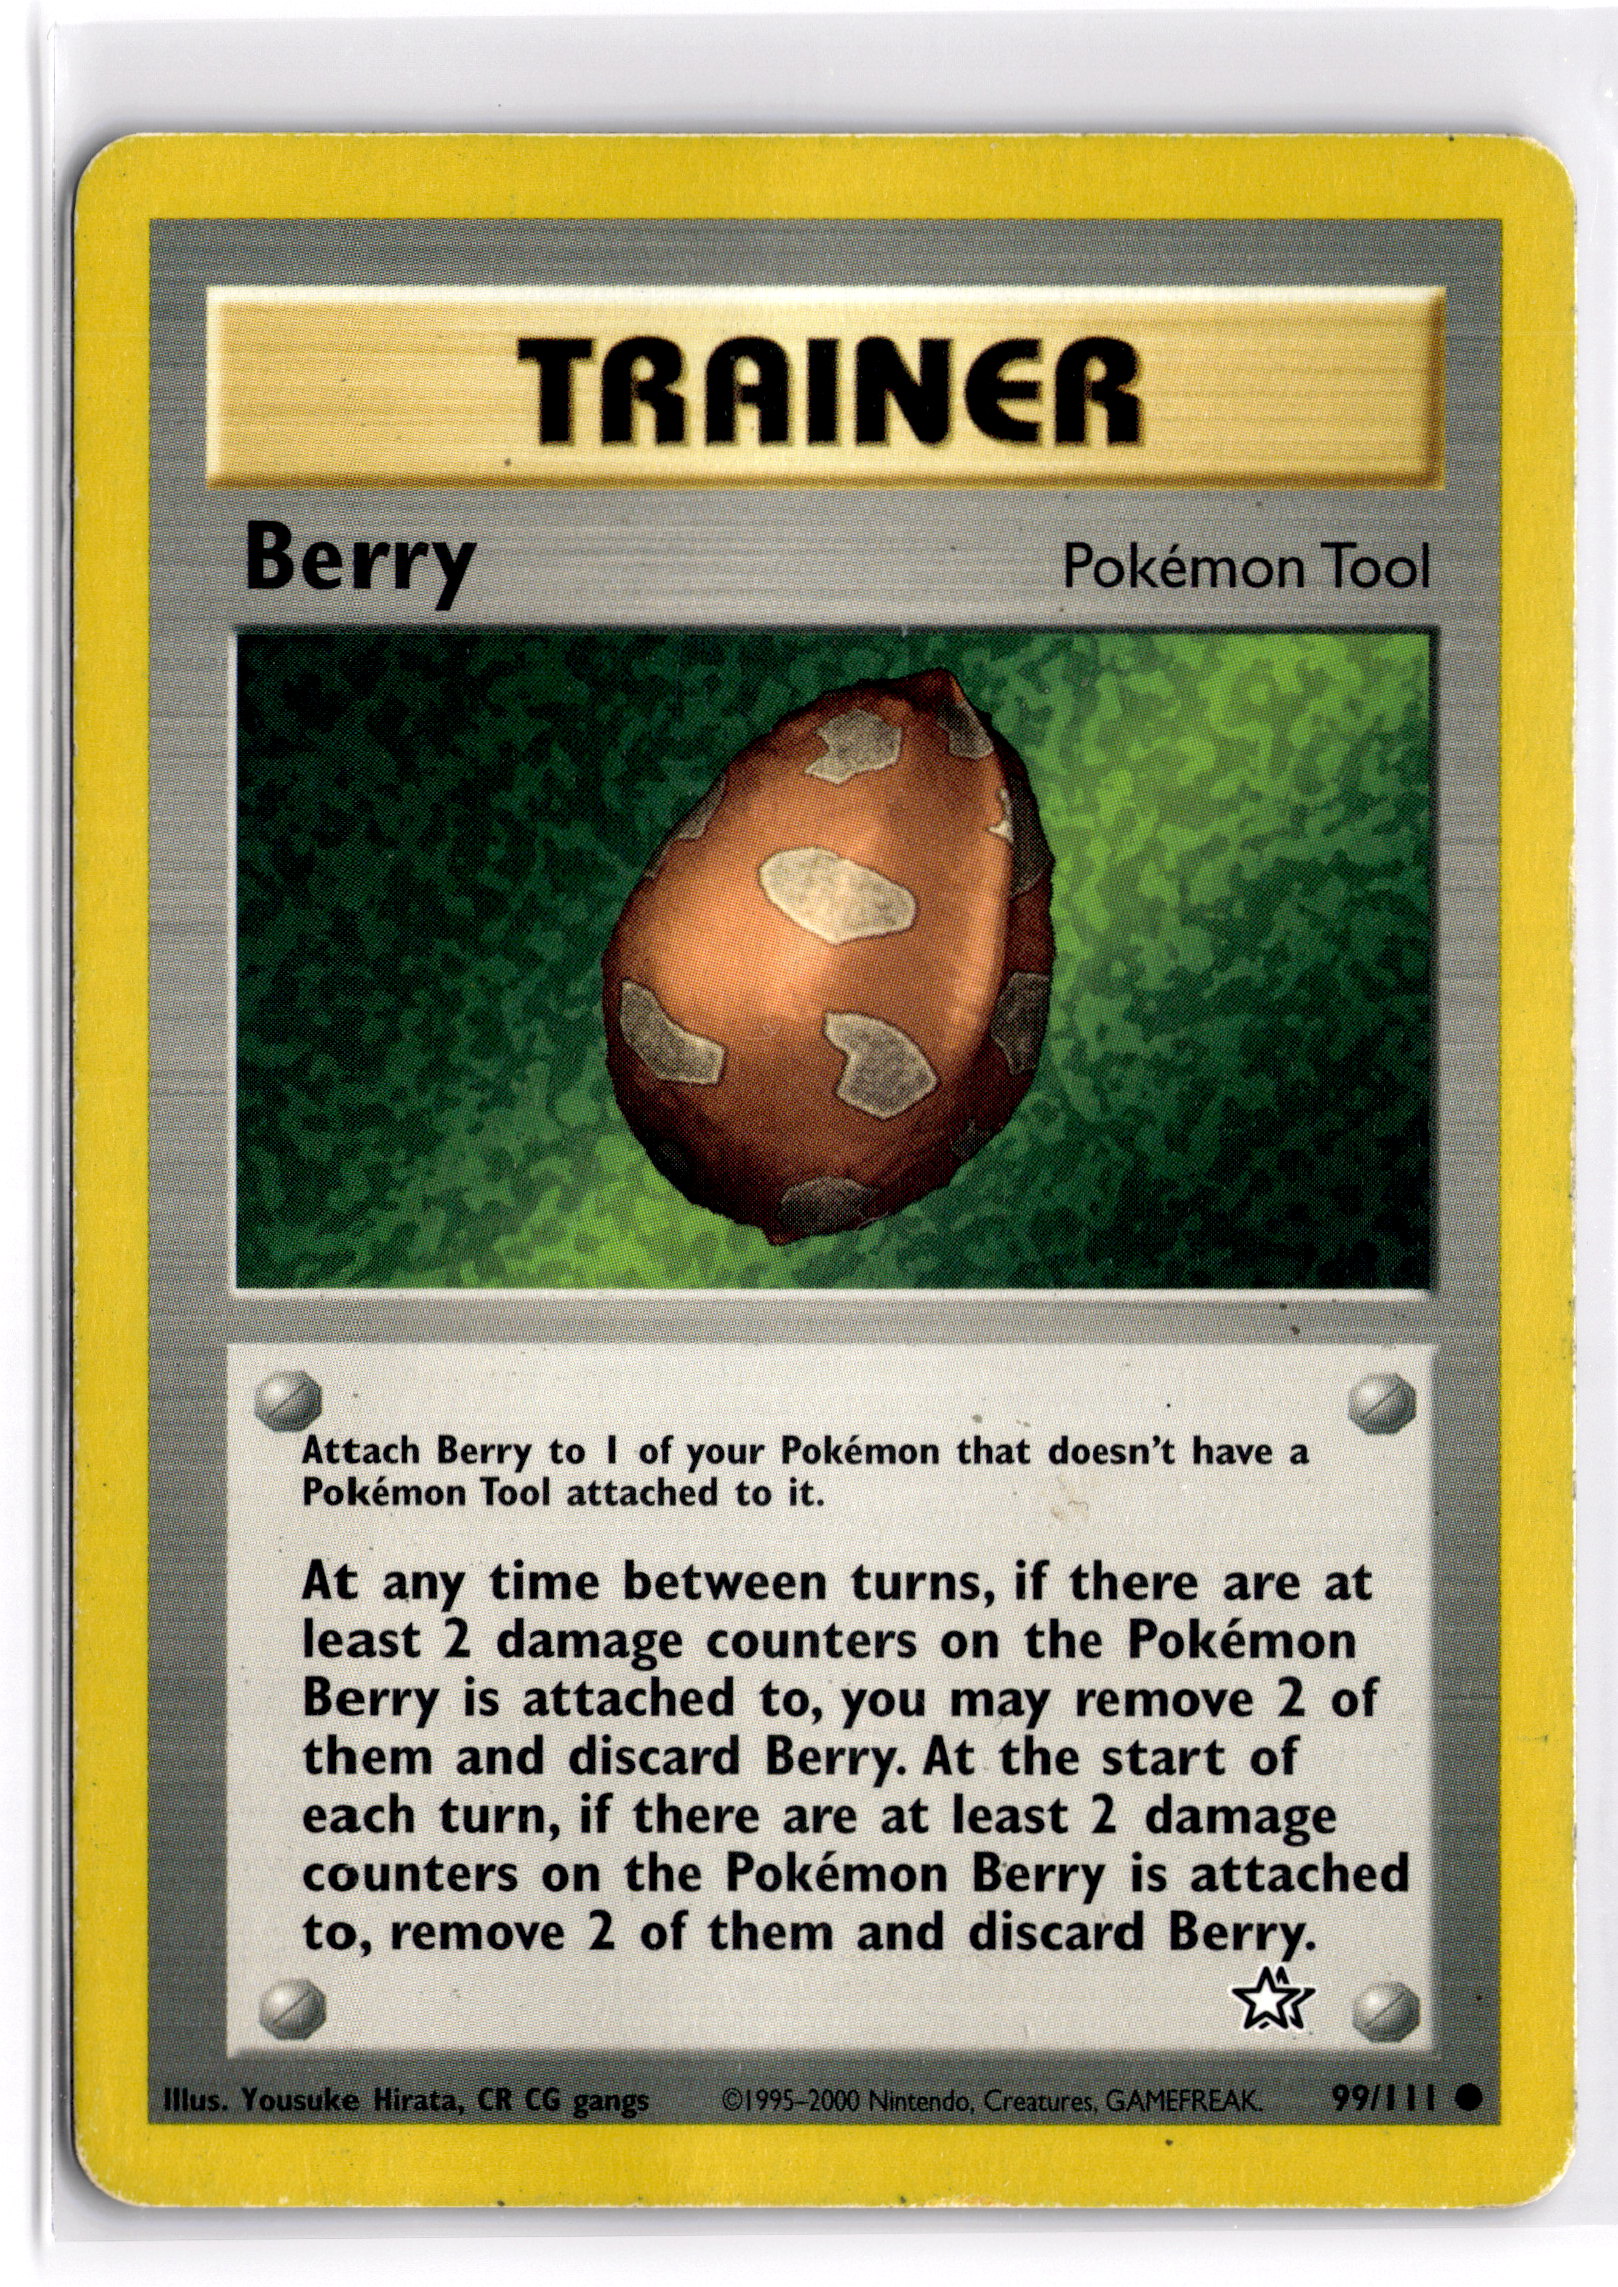 TRAINER
Berry
Pokémon Tool
Attach Berry to 1 of your Pokémon that doesn't have a
Pokémon Tool attached to it.
At any time between turns, if there are at
least 2 damage counters on the Pokémon
Berry is attached to, you may remove 2 of
them and discard Berry. At the start of
each turn, if there are at least 2 damage
counters on the Pokémon Berry is attached
to, remove 2 of them and discard Berry.
Illus. Yousuke Hirata, CR CG gangs
©1995–2000 Nintendo, Creatures, GAMEFREAK.
99/111